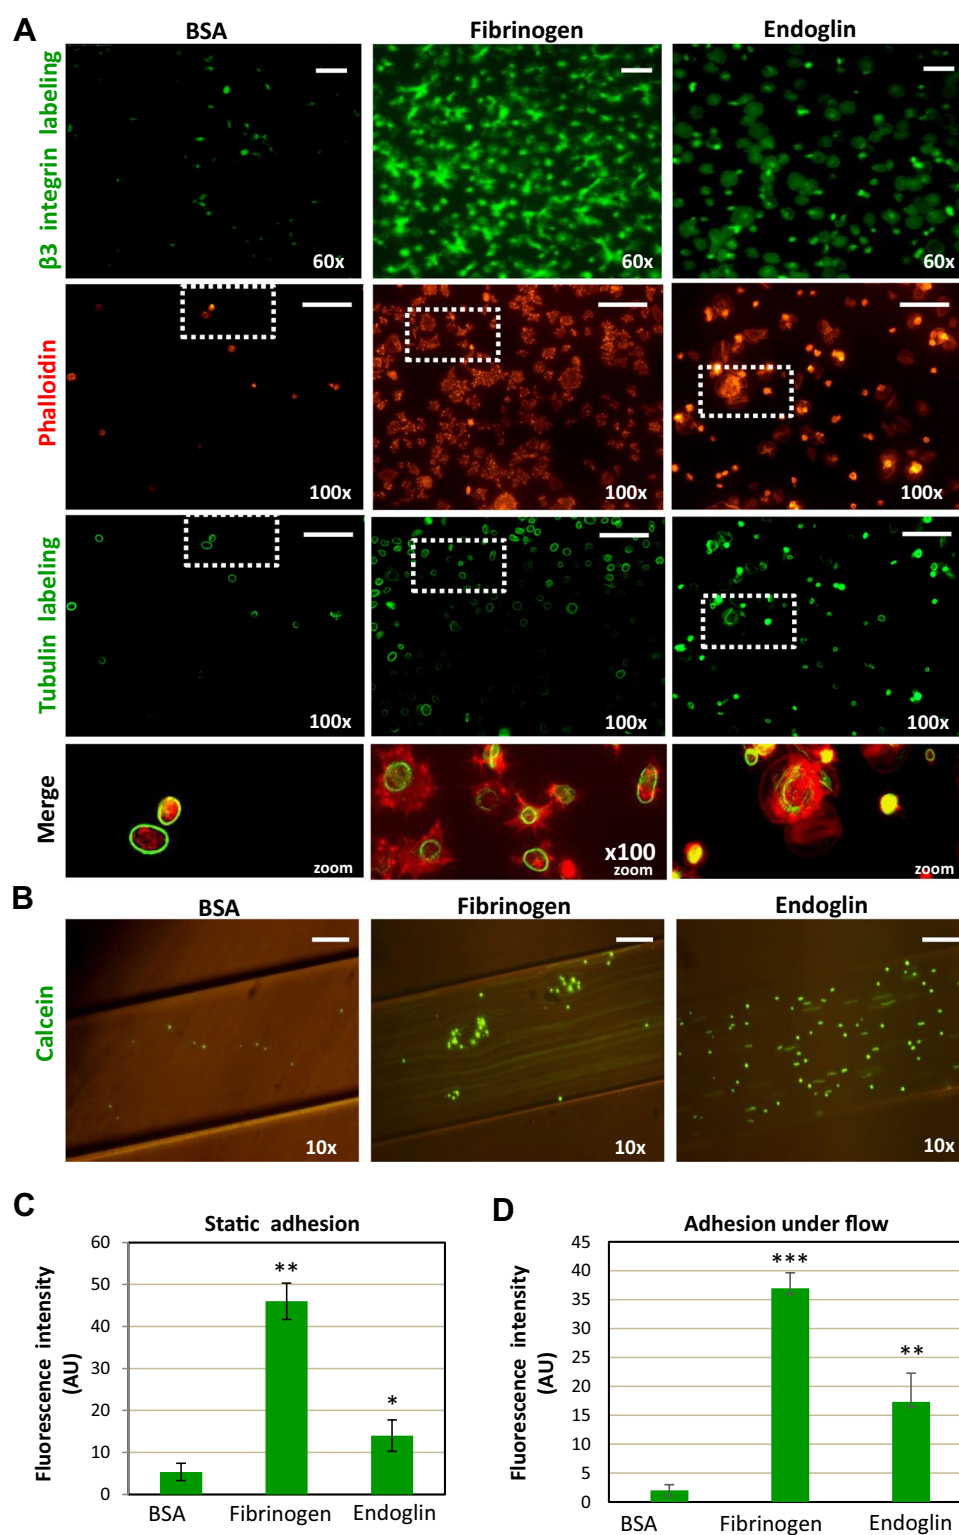 A
BSA
Fibrinogen
Endoglin
β3 integrin labeling
60x
60x
60x
Phalloidin
100x
100x
100x
Tubulin labeling
100x
100x
100x
Merge
zoom
x100
zoom
zoom
B
BSA
Fibrinogen
Endoglin
Calcein
10x
10x
10x
C
Static adhesion
Fluorescence intensity
(AU)
60
50
40
30
20
10
0
**
*
BSA
Fibrinogen
Endoglin
D
Adhesion under flow
Fluorescence intensity
(AU)
45
40
35
30
25
20
15
10
5
0
***
**
BSA
Fibrinogen
Endoglin